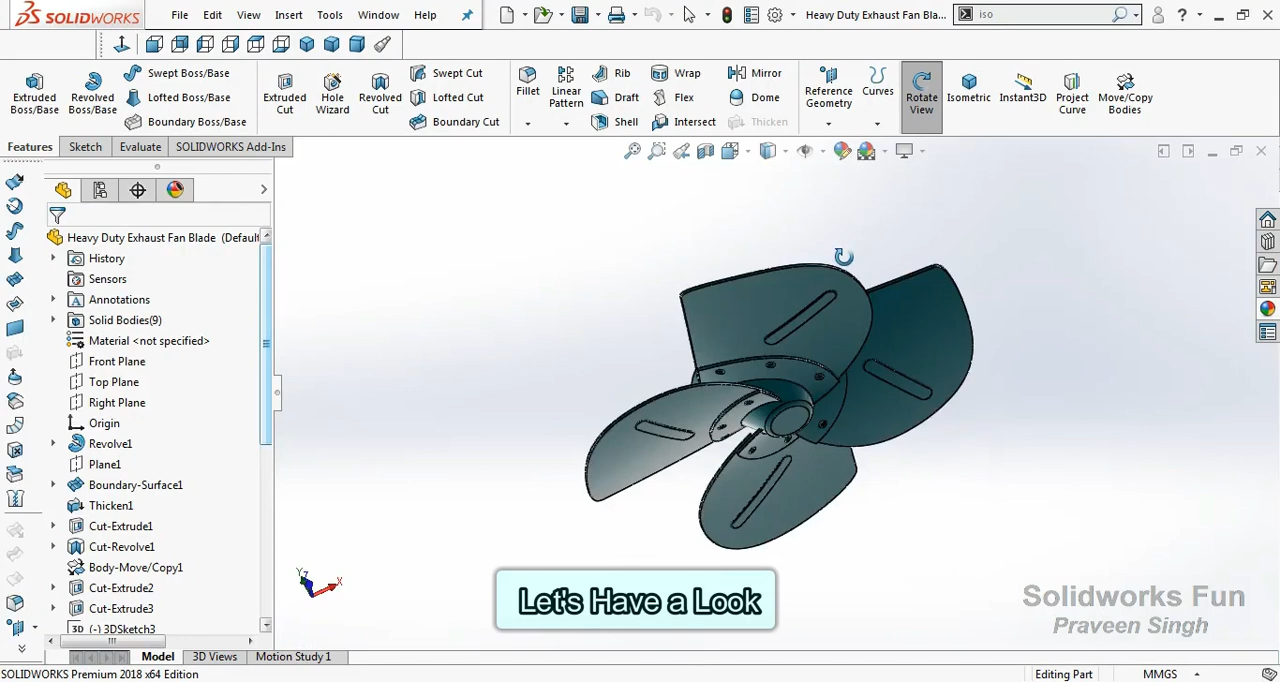 SOLIDWORKS File Edit View Insert Tools Window Help Heavy Duty Exhaust Fan Bla... iso ?
Extruded Boss/Base
Revolved Boss/Base
Swept Boss/Base
Lofted Boss/Base
Boundary Boss/Base
Extruded Cut
Hole Wizard
Revolved Cut
Swept Cut
Lofted Cut
Boundary Cut
Fillet
Linear Pattern
Rib
Draft
Shell
Wrap
Flex
Intersect
Mirror
Dome
Thicken
Reference Geometry
Curves
Rotate View
Isometric
Instant3D
Project Curve
Move/Copy Bodies
Features Sketch Evaluate SOLIDWORKS Add-Ins
Heavy Duty Exhaust Fan Blade (Default
History
Sensors
Annotations
Solid Bodies(9)
Material <not specified>
Front Plane
Top Plane
Right Plane
Origin
Revolve1
Plane1
Boundary-Surface1
Thicken1
Cut-Extrude1
Cut-Revolve1
Body-Move/Copy1
Cut-Extrude2
Cut-Extrude3
3D (-) 3DSketch3
Y Z X
Let's Have a Look
Solidworks Fun
Praveen Singh
Model 3D Views Motion Study 1
SOLIDWORKS Premium 2018 x64 Edition Editing Part MMGS